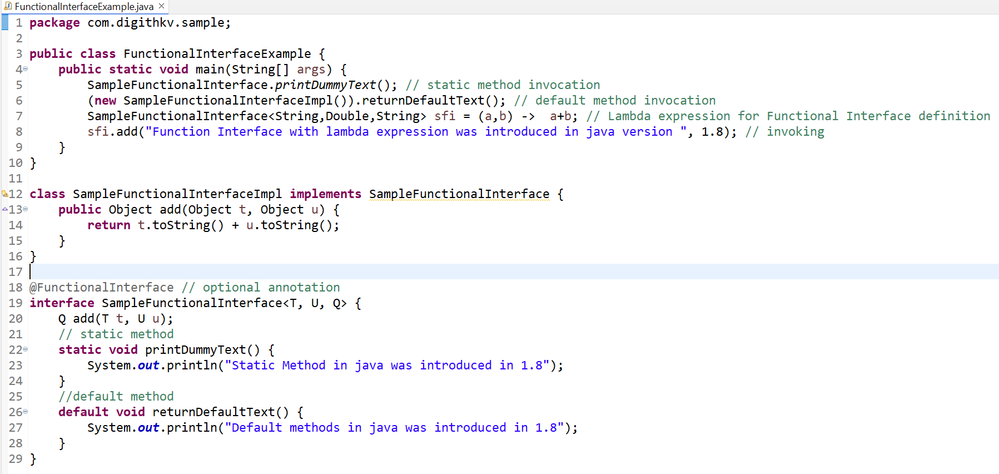 FunctionalInterfaceExample.java
1 package com.digithkv.sample;
2
3 public class FunctionalInterfaceExample {
4     public static void main(String[] args) {
5         SampleFunctionalInterface.printDummyText(); // static method invocation
6         (new SampleFunctionalInterfaceImpl()).returnDefaultText(); // default method invocation
7         SampleFunctionalInterface<String,Double,String> sfi = (a,b) ->  a+b; // Lambda expression for Functional Interface definition
8         sfi.add("Function Interface with lambda expression was introduced in java version ", 1.8); // invoking
9     }
10 }
11
12 class SampleFunctionalInterfaceImpl implements SampleFunctionalInterface {
13     public Object add(Object t, Object u) {
14         return t.toString() + u.toString();
15     }
16 }
17
18 @FunctionalInterface // optional annotation
19 interface SampleFunctionalInterface<T, U, Q> {
20     Q add(T t, U u);
21     // static method
22     static void printDummyText() {
23         System.out.println("Static Method in java was introduced in 1.8");
24     }
25     //default method
26     default void returnDefaultText() {
27         System.out.println("Default methods in java was introduced in 1.8");
28     }
29 }